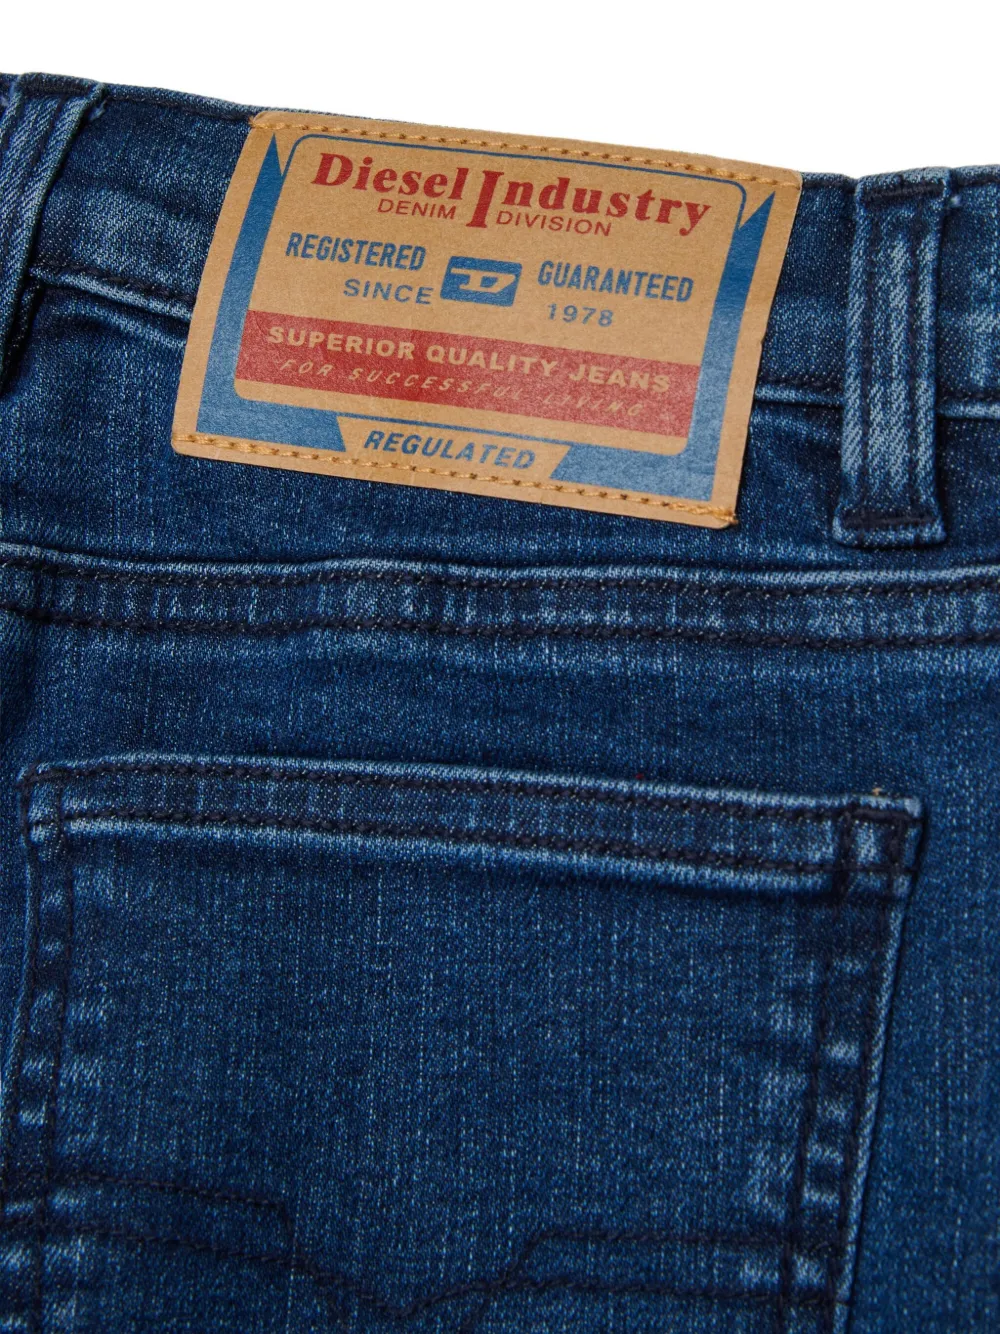 Diesel Industry
DENIM DIVISION
REGISTERED GUARANTEED
SINCE D 1978
SUPERIOR QUALITY JEANS
FOR SUCCESSFUL LIVING
REGULATED